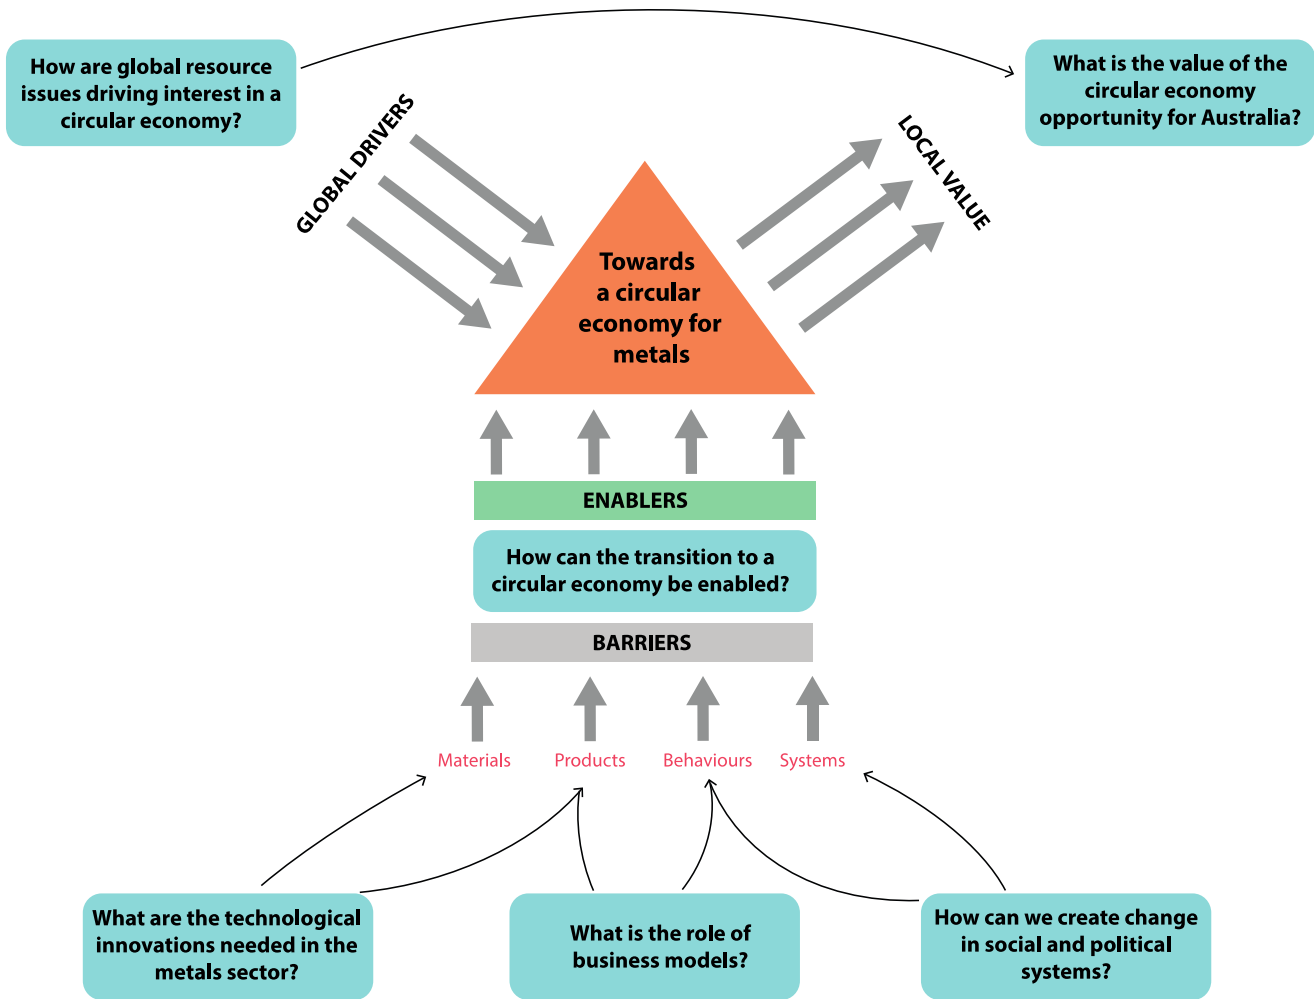 How are global resource
issues driving interest in a
circular economy?
What is the value of the
circular economy
opportunity for Australia?
GLOBAL DRIVERS
LOCAL VALUE
Towards
a circular
economy for
metals
ENABLERS
How can the transition to a
circular economy be enabled?
BARRIERS
Materials
Products
Behaviours
Systems
What are the technological
innovations needed in the
metals sector?
What is the role of
business models?
How can we create change
in social and political
systems?